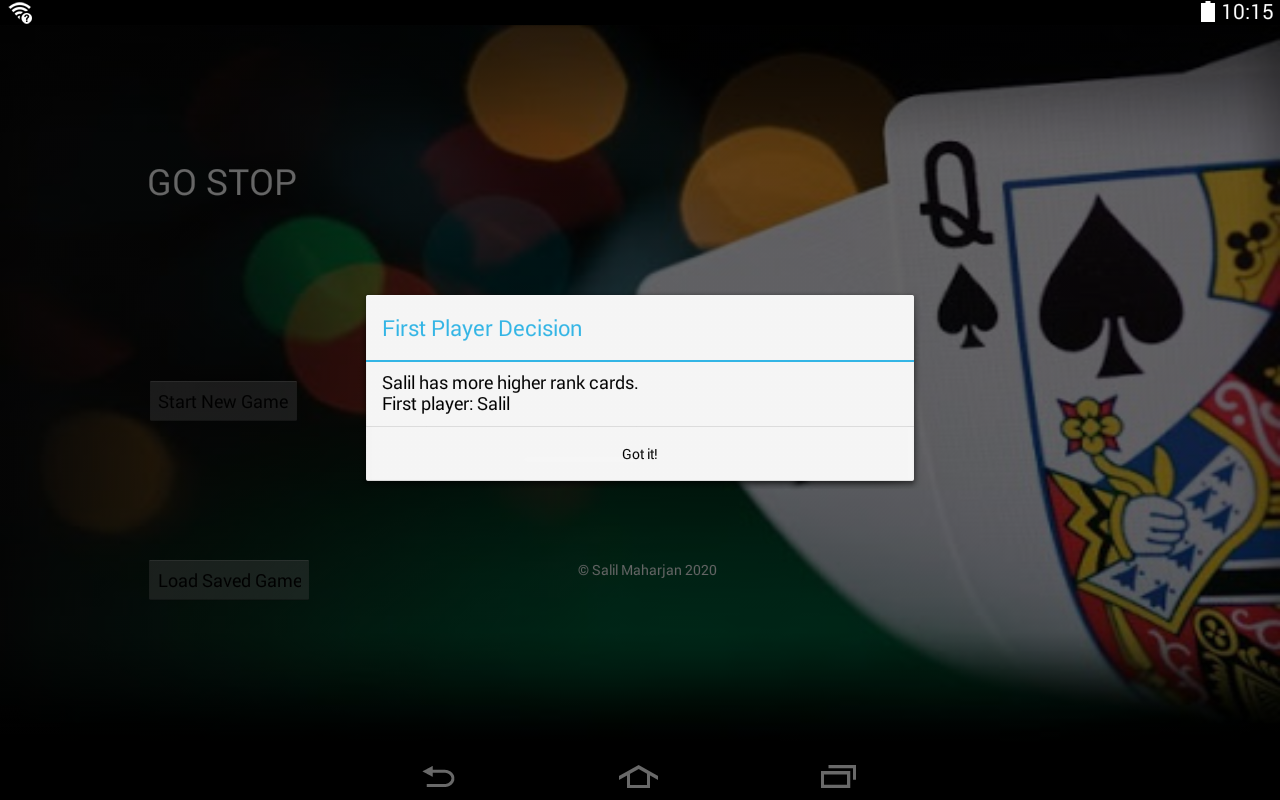 10:15
GO STOP
Q
First Player Decision
Salil has more higher rank cards.
First player: Salil
Start New Game
Got it!
© Salil Maharjan 2020
Load Saved Game